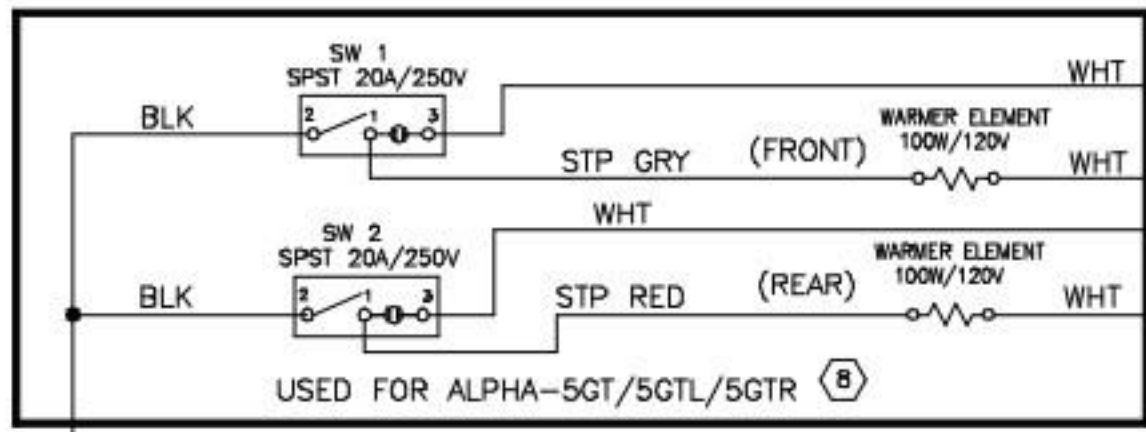 SW 1
SPST 20A/250V
WHT
BLK
2 1 3
WARMER ELEMENT
100W/120V
STP GRY (FRONT) WHT
WHT
SW 2
SPST 20A/250V
WARMER ELEMENT
100W/120V
BLK
2 1 3
STP RED (REAR) WHT
USED FOR ALPHA-5GT/5GTL/5GTR 8